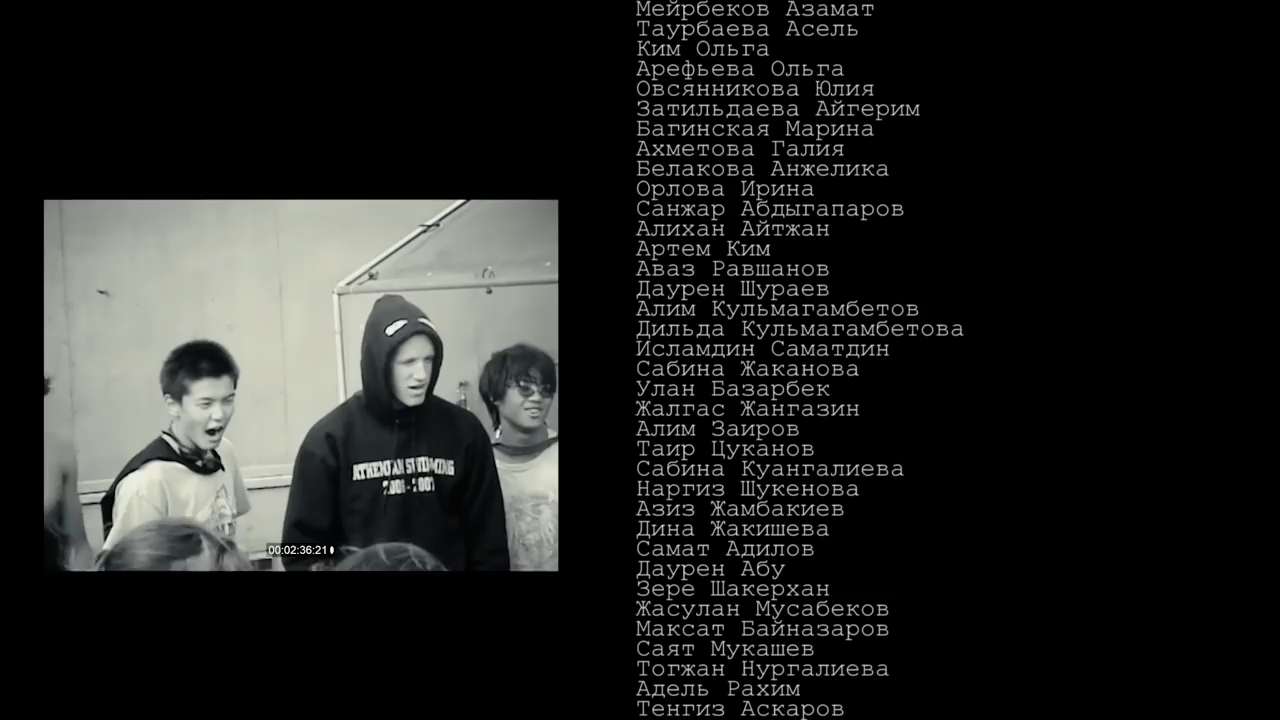 Мейрбеков Азамат
Таурбаева Асель
Ким Ольга
Арефьева Ольга
Овсянникова Юлия
Затильдаева Айгерим
Багинская Марина
Ахметова Галия
Белакова Анжелика
Орлова Ирина
Санжар Абдыгапаров
Алихан Айтжан
Артем Ким
Аваз Равшанов
Даурен Шураев
Алим Кульмагамбетов
Дильда Кульмагамбетова
Исламдин Саматдин
Сабина Жаканова
Улан Базарбек
Жалгас Жангазин
Алим Заиров
Таир Цуканов
Сабина Куангалиева
Наргиз Шукенова
Азиз Жамбакиев
Дина Жакишева
Самат Адилов
Даурен Абу
Зере Шакерхан
Жасулан Мусабеков
Максат Байназаров
Саят Мукашев
Тогжан Нургалиева
Адель Рахим
Тенгиз Аскаров
ATHENIAN SWIMMING
2006-2007
00:02:36:21